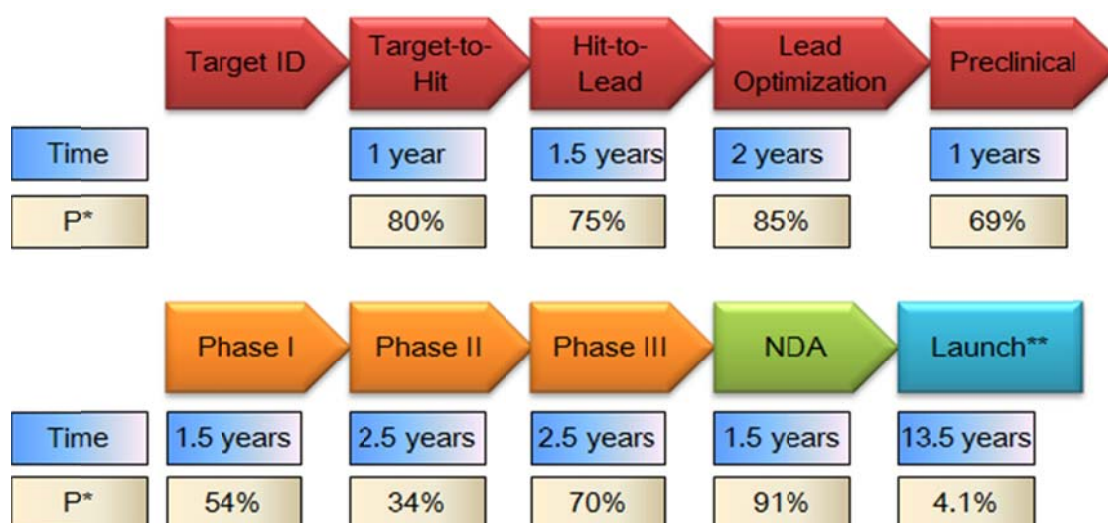 Target ID
Target-to-
Hit
Hit-to-
Lead
Lead
Optimization
Preclinical
Time
1 year
1.5 years
2 years
1 year
P*
80%
75%
85%
69%
Phase I
Phase II
Phase III
NDA
Launch**
Time
1.5 years
2.5 years
2.5 years
1.5 years
13.5 years
P*
54%
34%
70%
91%
4.1%